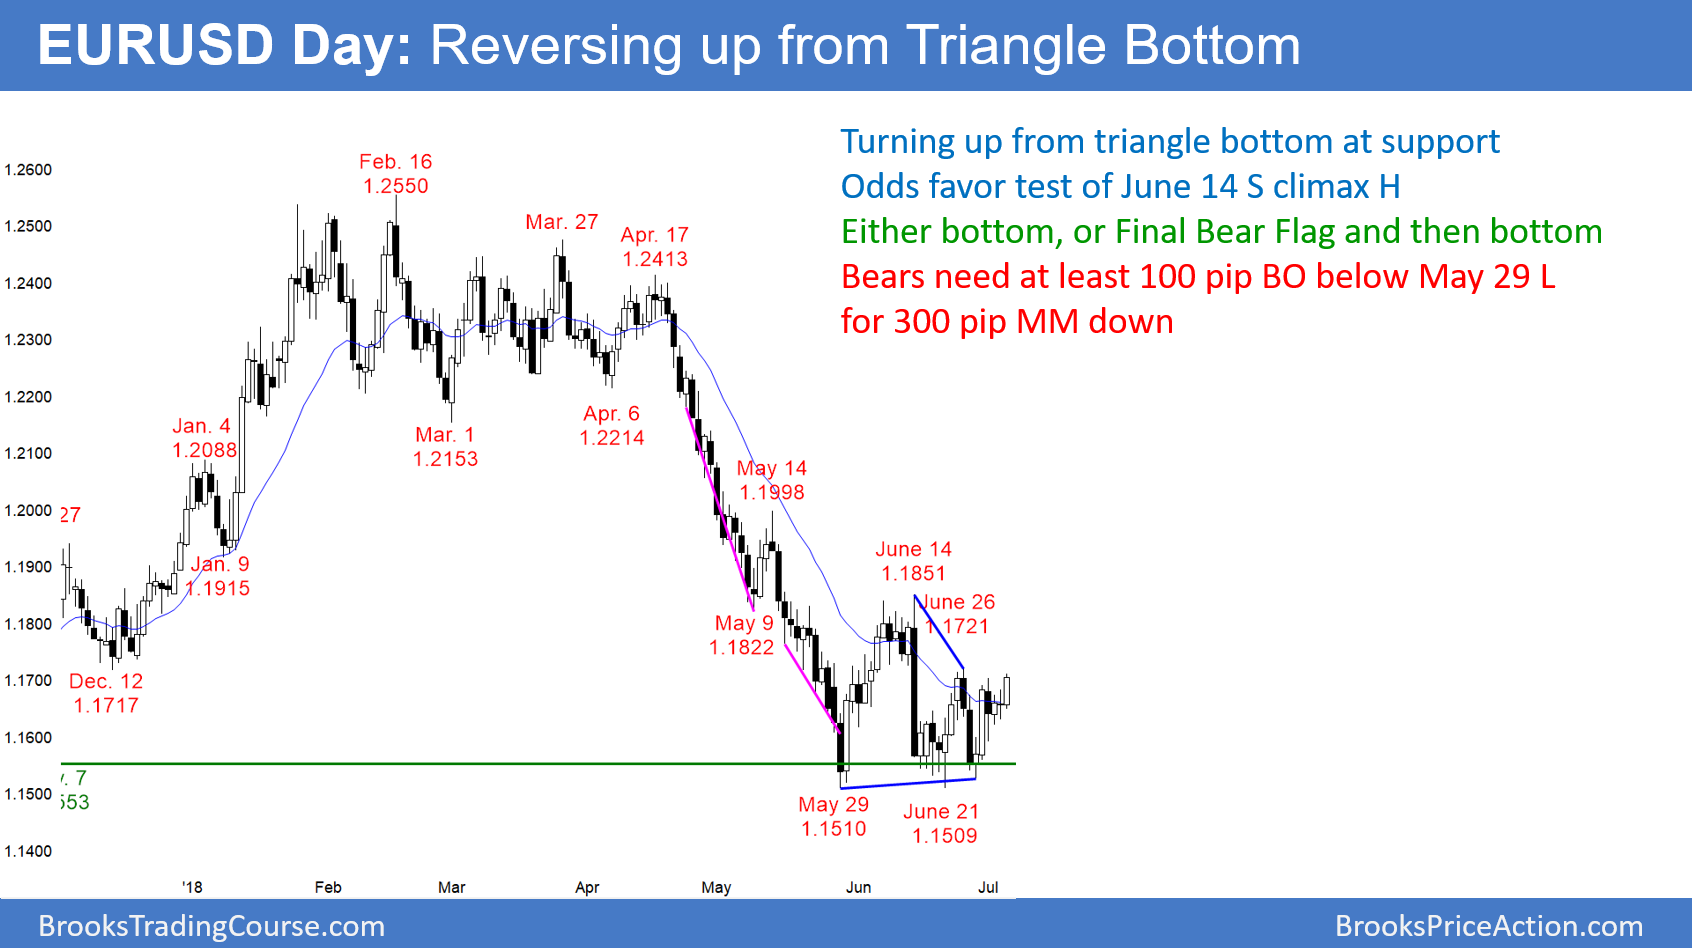 EURUSD Day: Reversing up from Triangle Bottom
Turning up from triangle bottom at support
Odds favor test of June 14 S climax H
Either bottom, or Final Bear Flag and then bottom
Bears need at least 100 pip BO below May 29 L
for 300 pip MM down
1.2600
1.2500
1.2400
1.2300
1.2200
1.2100
1.2000
1.1900
1.1800
1.1700
1.1600
1.1500
1.1400
27
Dec. 12
1.1717
Jan. 4
1.2088
Jan. 9
1.1915
Feb. 16
1.2550
Mar. 1
1.2153
Mar. 27
Apr. 6
1.2214
Apr. 17
1.2413
May 9
1.1822
May 14
1.1998
May 29
1.1510
June 14
1.1851
June 21
1.1509
June 26
1.1721
. 7
553
'18
Feb
Mar
Apr
May
Jun
Jul
BrooksTradingCourse.com
BrooksPriceAction.com